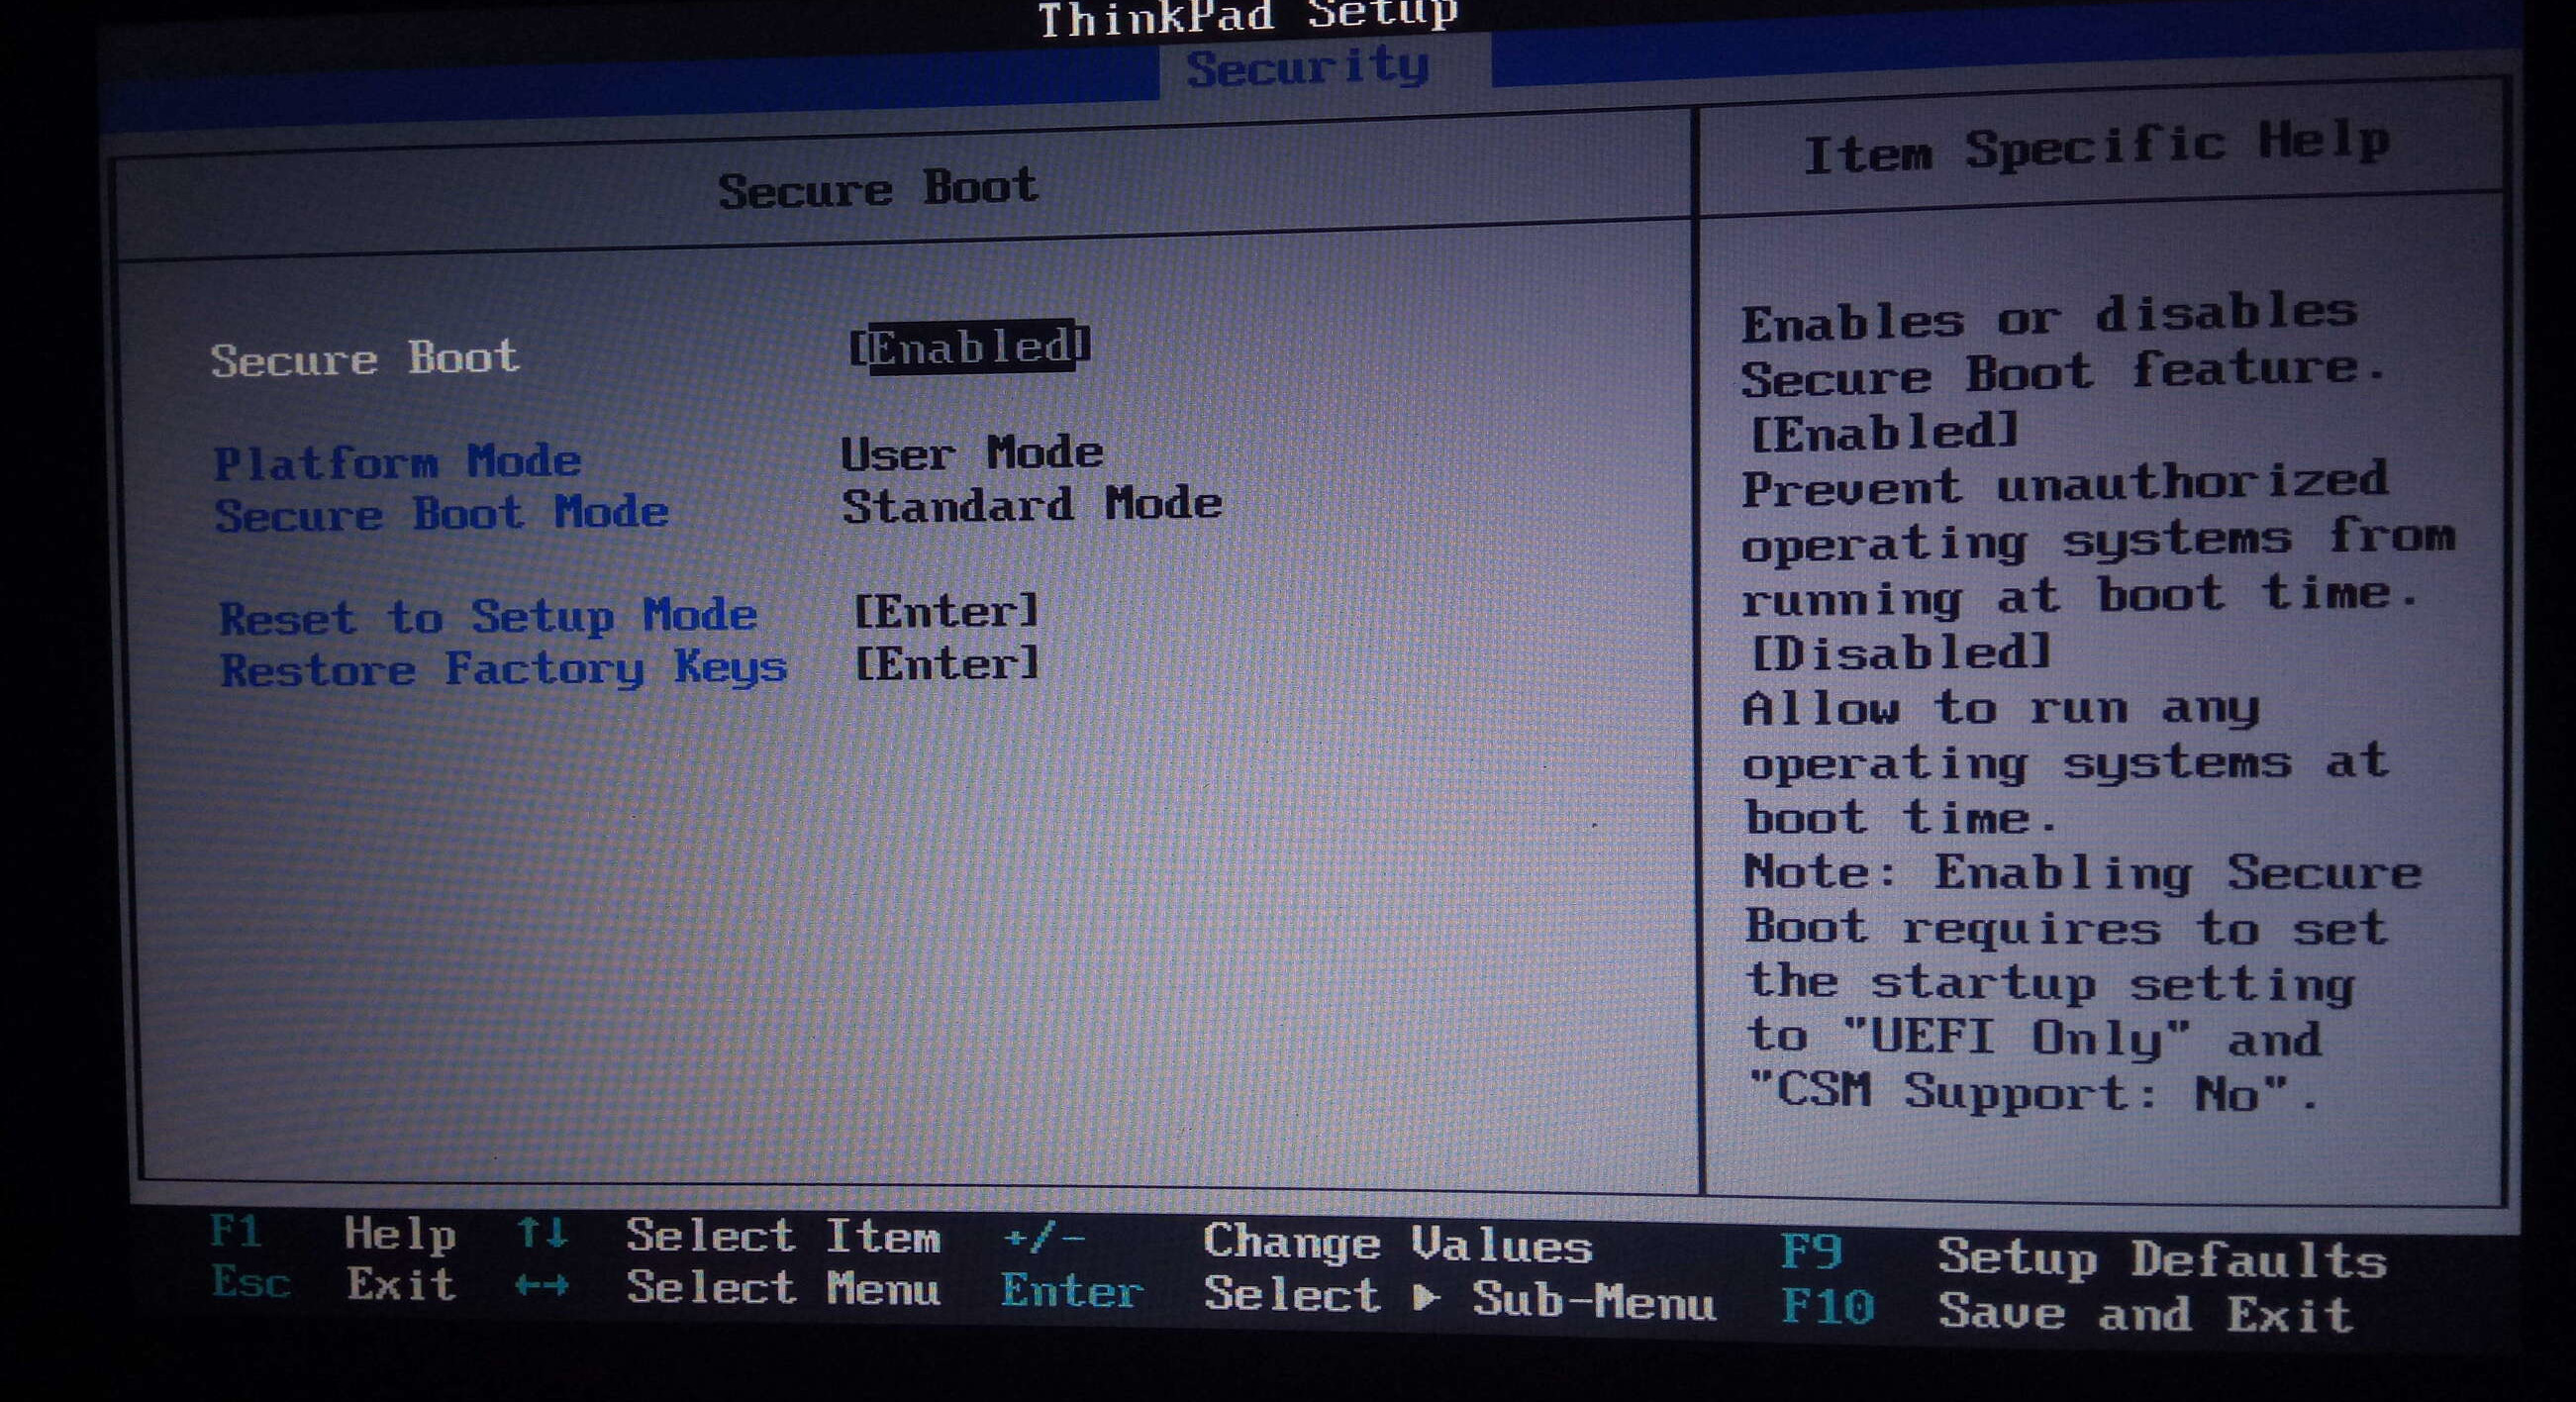 ThinkPad Setup
Security
Secure Boot
Item Specific Help
Secure Boot [Enabled]
Platform Mode User Mode
Secure Boot Mode Standard Mode
Reset to Setup Mode [Enter]
Restore Factory Keys [Enter]
Enables or disables
Secure Boot feature.
[Enabled]
Prevent unauthorized
operating systems from
running at boot time.
[Disabled]
Allow to run any
operating systems at
boot time.
Note: Enabling Secure
Boot requires to set
the startup setting
to "UEFI Only" and
"CSM Support: No".
F1 Help ↑↓ Select Item +/- Change Values F9 Setup Defaults
Esc Exit ←→ Select Menu Enter Select ▶ Sub-Menu F10 Save and Exit